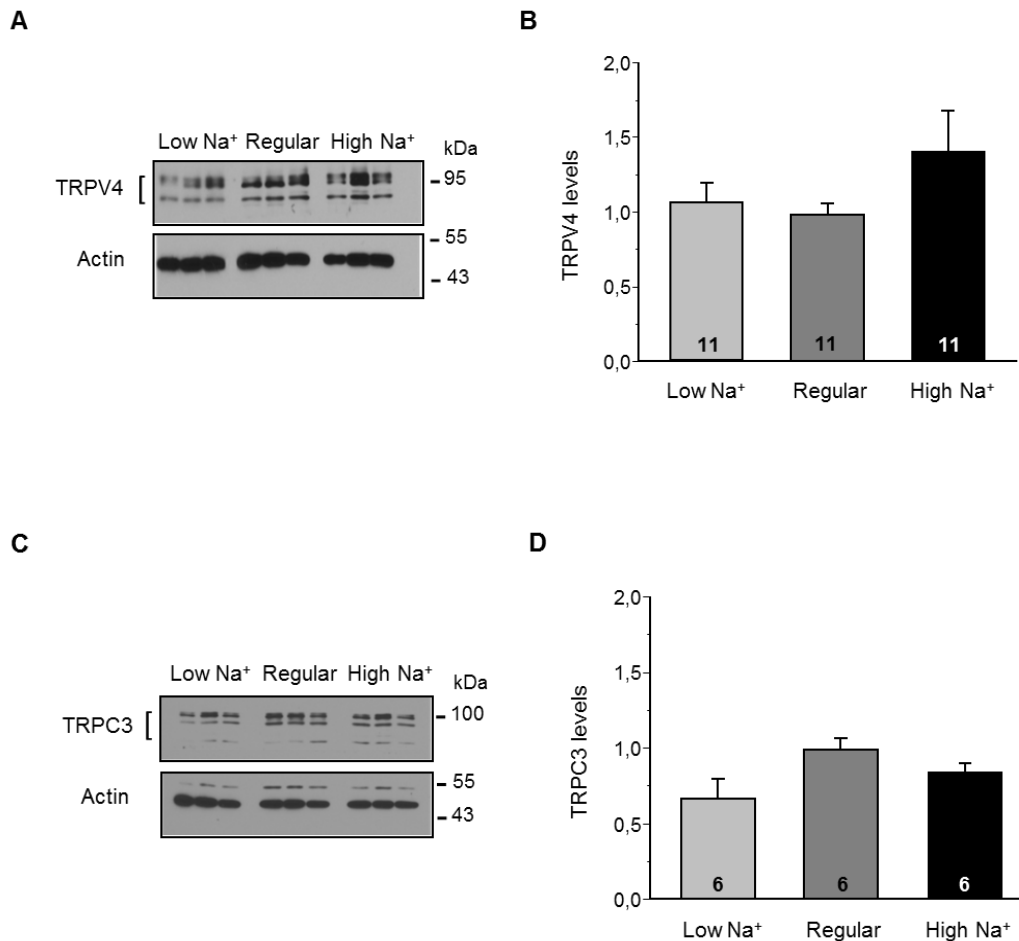 A
Low Na⁺ Regular High Na⁺
kDa
TRPV4
95
55
Actin
43
B
2,0
1,5
1,0
0,5
0,0
TRPV4 levels
11 11 11
Low Na⁺ Regular High Na⁺
C
Low Na⁺ Regular High Na⁺
kDa
TRPC3
100
55
Actin
43
D
2,0
1,5
1,0
0,5
0,0
TRPC3 levels
6 6 6
Low Na⁺ Regular High Na⁺